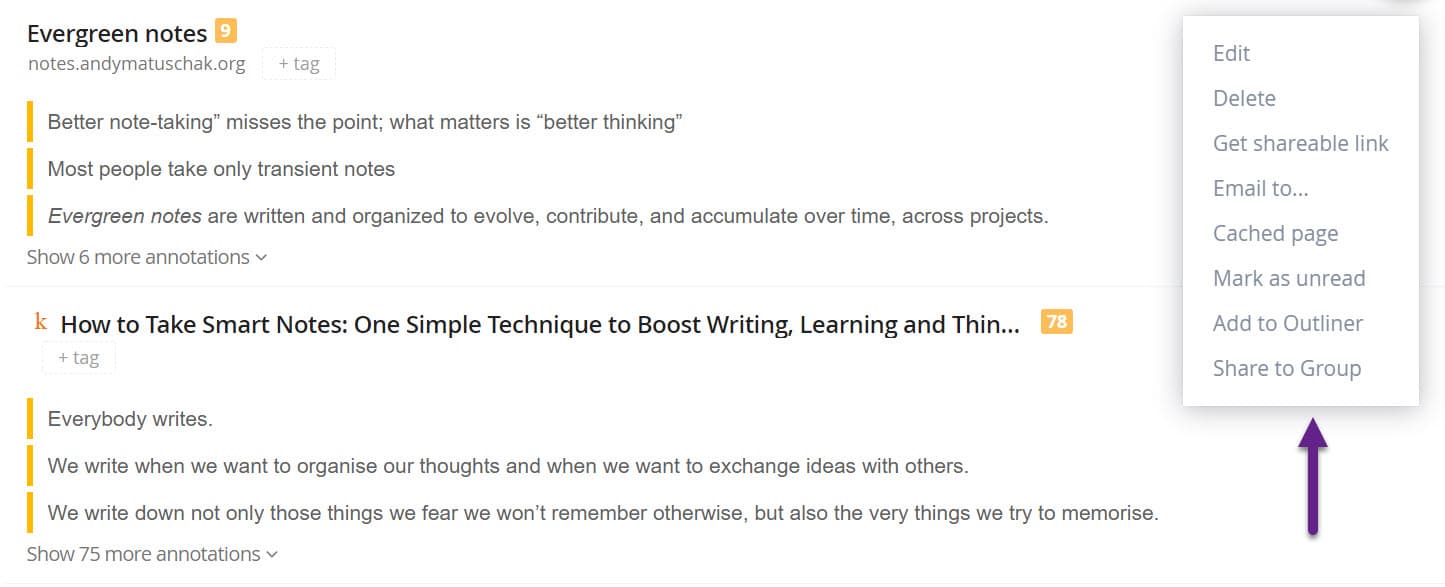 Evergreen notes 9
notes.andymatuschak.org + tag
Better note-taking” misses the point; what matters is “better thinking”
Most people take only transient notes
Evergreen notes are written and organized to evolve, contribute, and accumulate over time, across projects.
Show 6 more annotations
k How to Take Smart Notes: One Simple Technique to Boost Writing, Learning and Thin... 78
+ tag
Everybody writes.
We write when we want to organise our thoughts and when we want to exchange ideas with others.
We write down not only those things we fear we won’t remember otherwise, but also the very things we try to memorise.
Show 75 more annotations
Edit
Delete
Get shareable link
Email to...
Cached page
Mark as unread
Add to Outliner
Share to Group